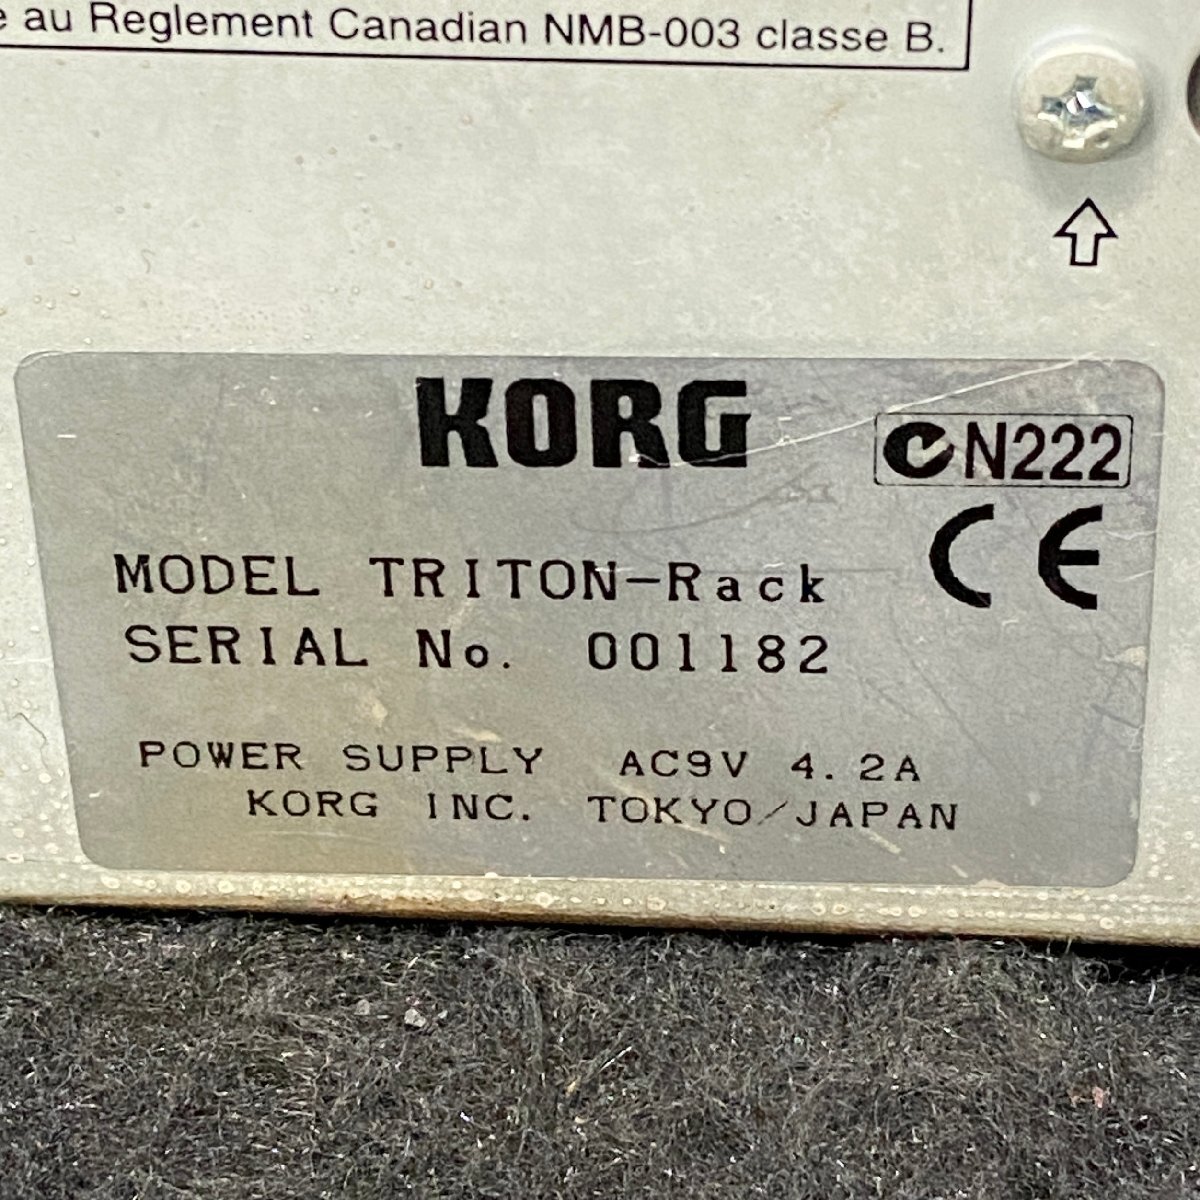 e au Reglement Canadian NMB-003 classe B.
KORG
N222
CE
MODEL TRITON-Rack
SERIAL No. 001182
POWER SUPPLY AC9V 4.2A
KORG INC. TOKYO/JAPAN